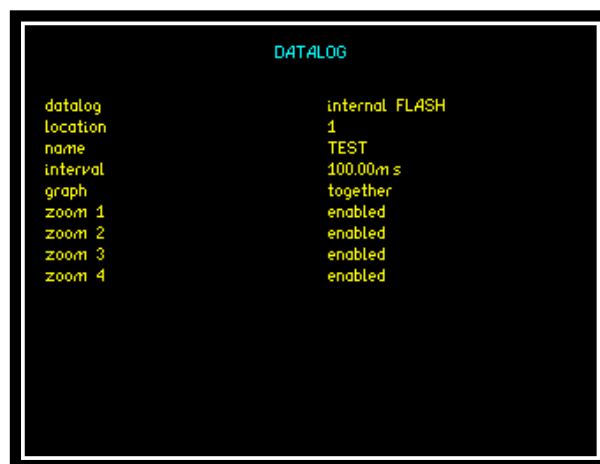 DATALOG
datalog internal FLASH
location 1
name TEST
interval 100.00ms
graph together
zoom 1 enabled
zoom 2 enabled
zoom 3 enabled
zoom 4 enabled